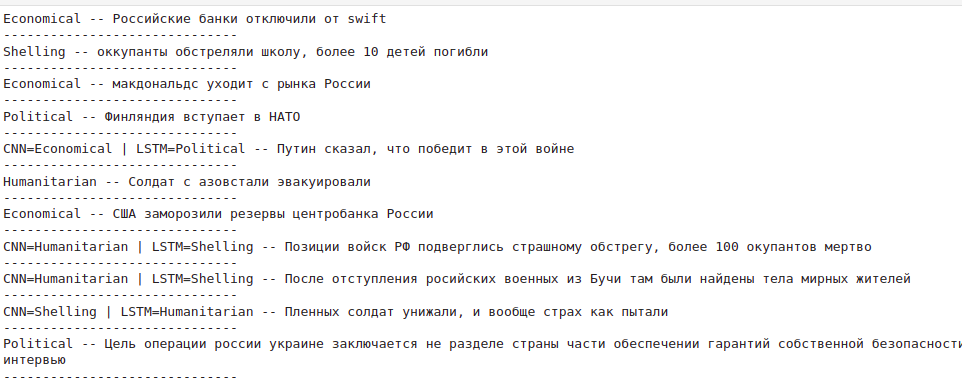 Economical -- Российские банки отключили от swift
------------------------------
Shelling -- оккупанты обстреляли школу, более 10 детей погибли
------------------------------
Economical -- макдональдс уходит с рынка России
------------------------------
Political -- Финляндия вступает в НАТО
------------------------------
CNN=Economical | LSTM=Political -- Путин сказал, что победит в этой войне
------------------------------
Humanitarian -- Солдат с азовстали эвакуировали
------------------------------
Economical -- США заморозили резервы центробанка России
------------------------------
CNN=Humanitarian | LSTM=Shelling -- Позиции войск РФ подверглись страшному обстрегу, более 100 окупантов мертво
------------------------------
CNN=Humanitarian | LSTM=Shelling -- После отступления росийских военных из Бучи там были найдены тела мирных жителей
------------------------------
CNN=Shelling | LSTM=Humanitarian -- Пленных солдат унижали, и вообще страх как пытали
------------------------------
Political -- Цель операции россии украине заключается не разделе страны части обеспечении гарантий собственной безопасности
интервью
------------------------------